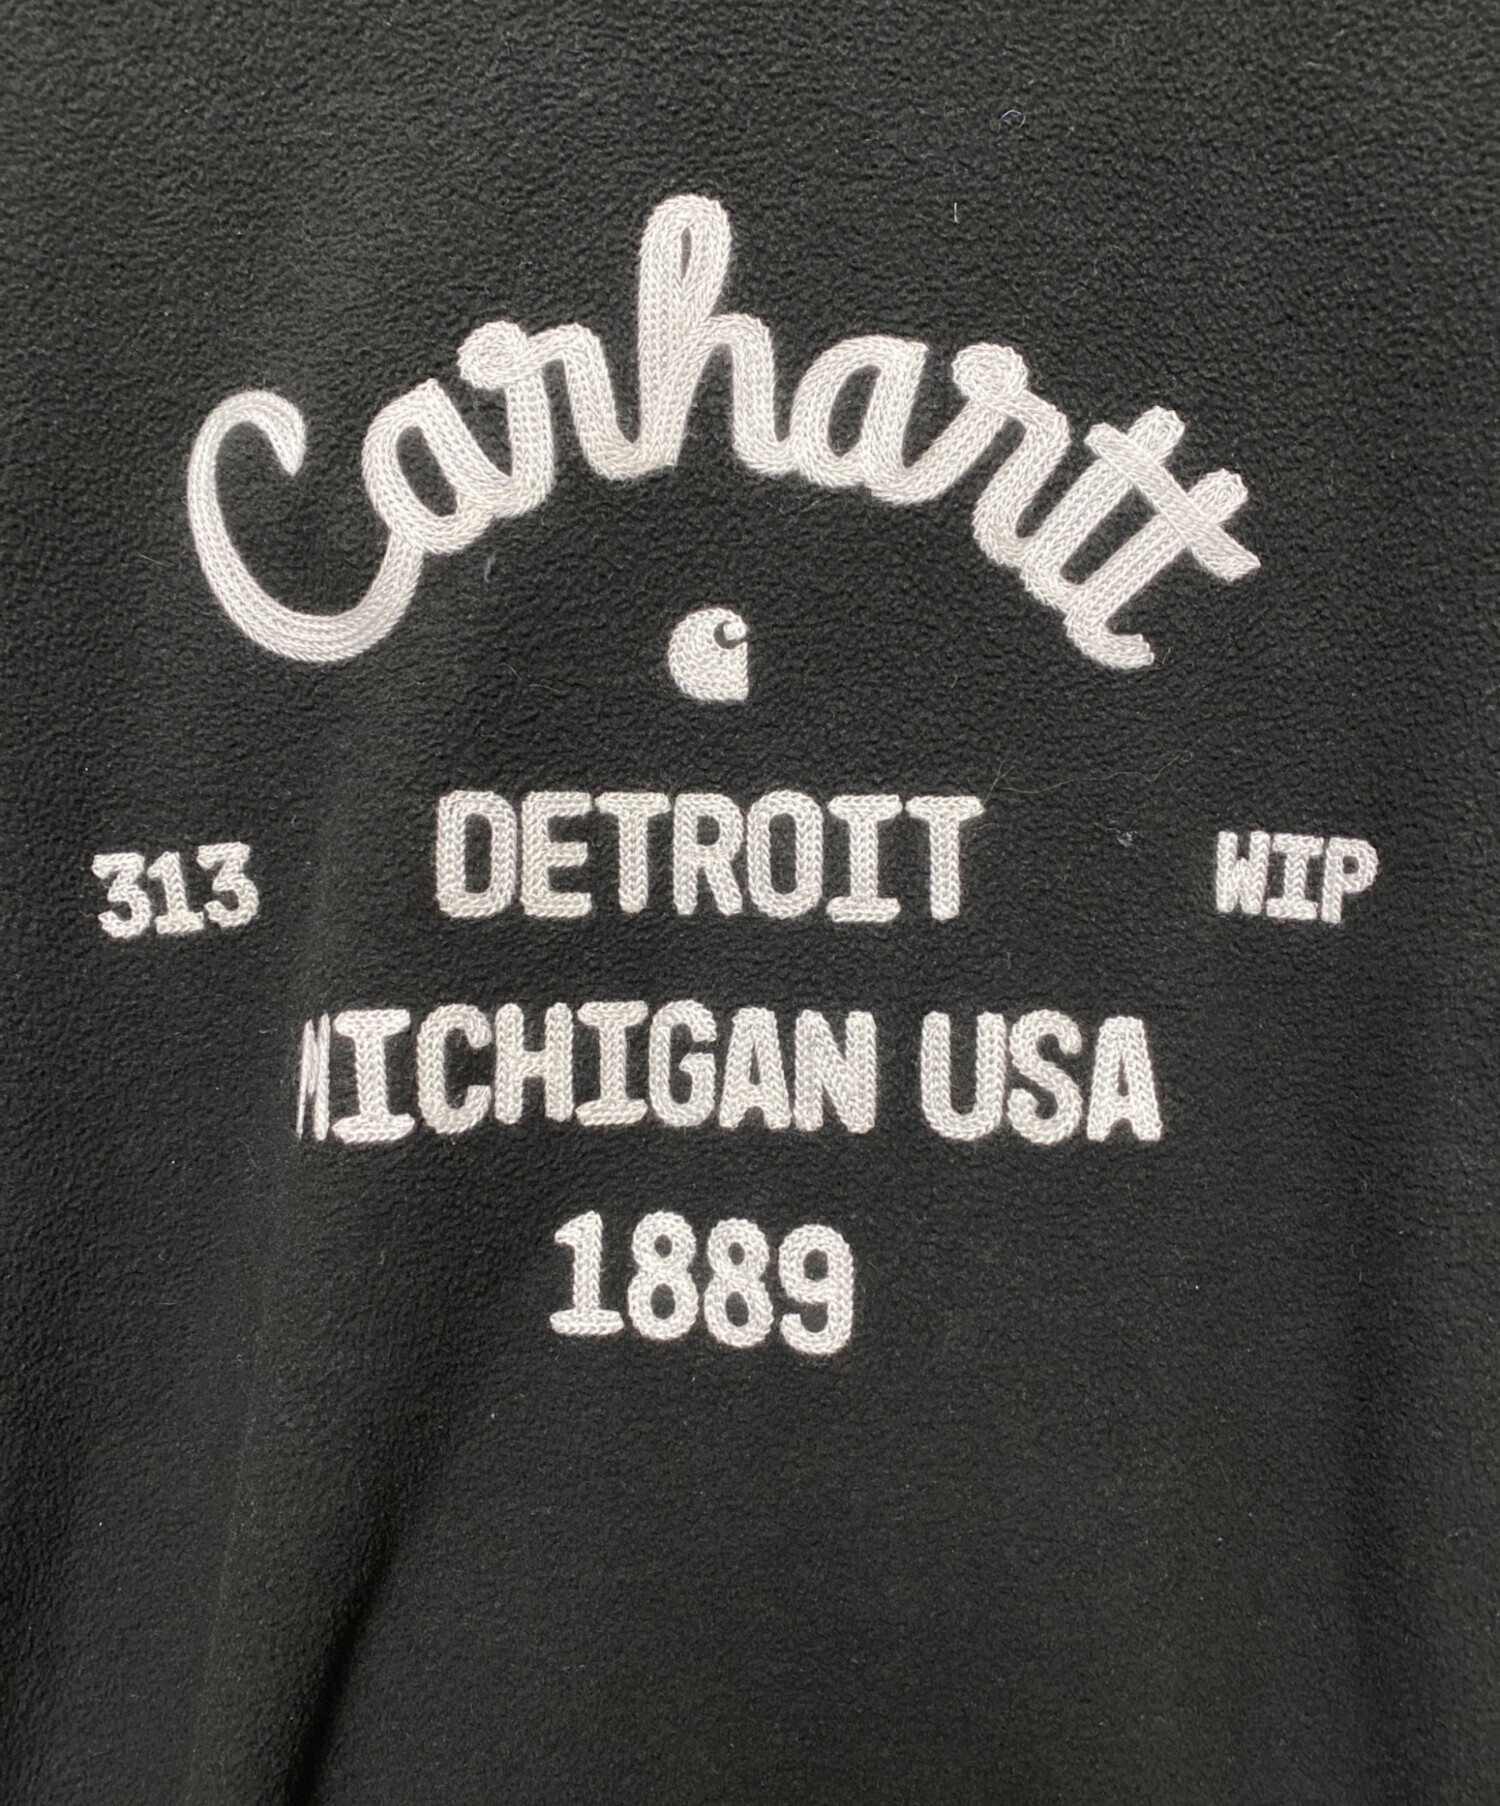 Carhartt
313 DETROIT WIP
MICHIGAN USA
1889